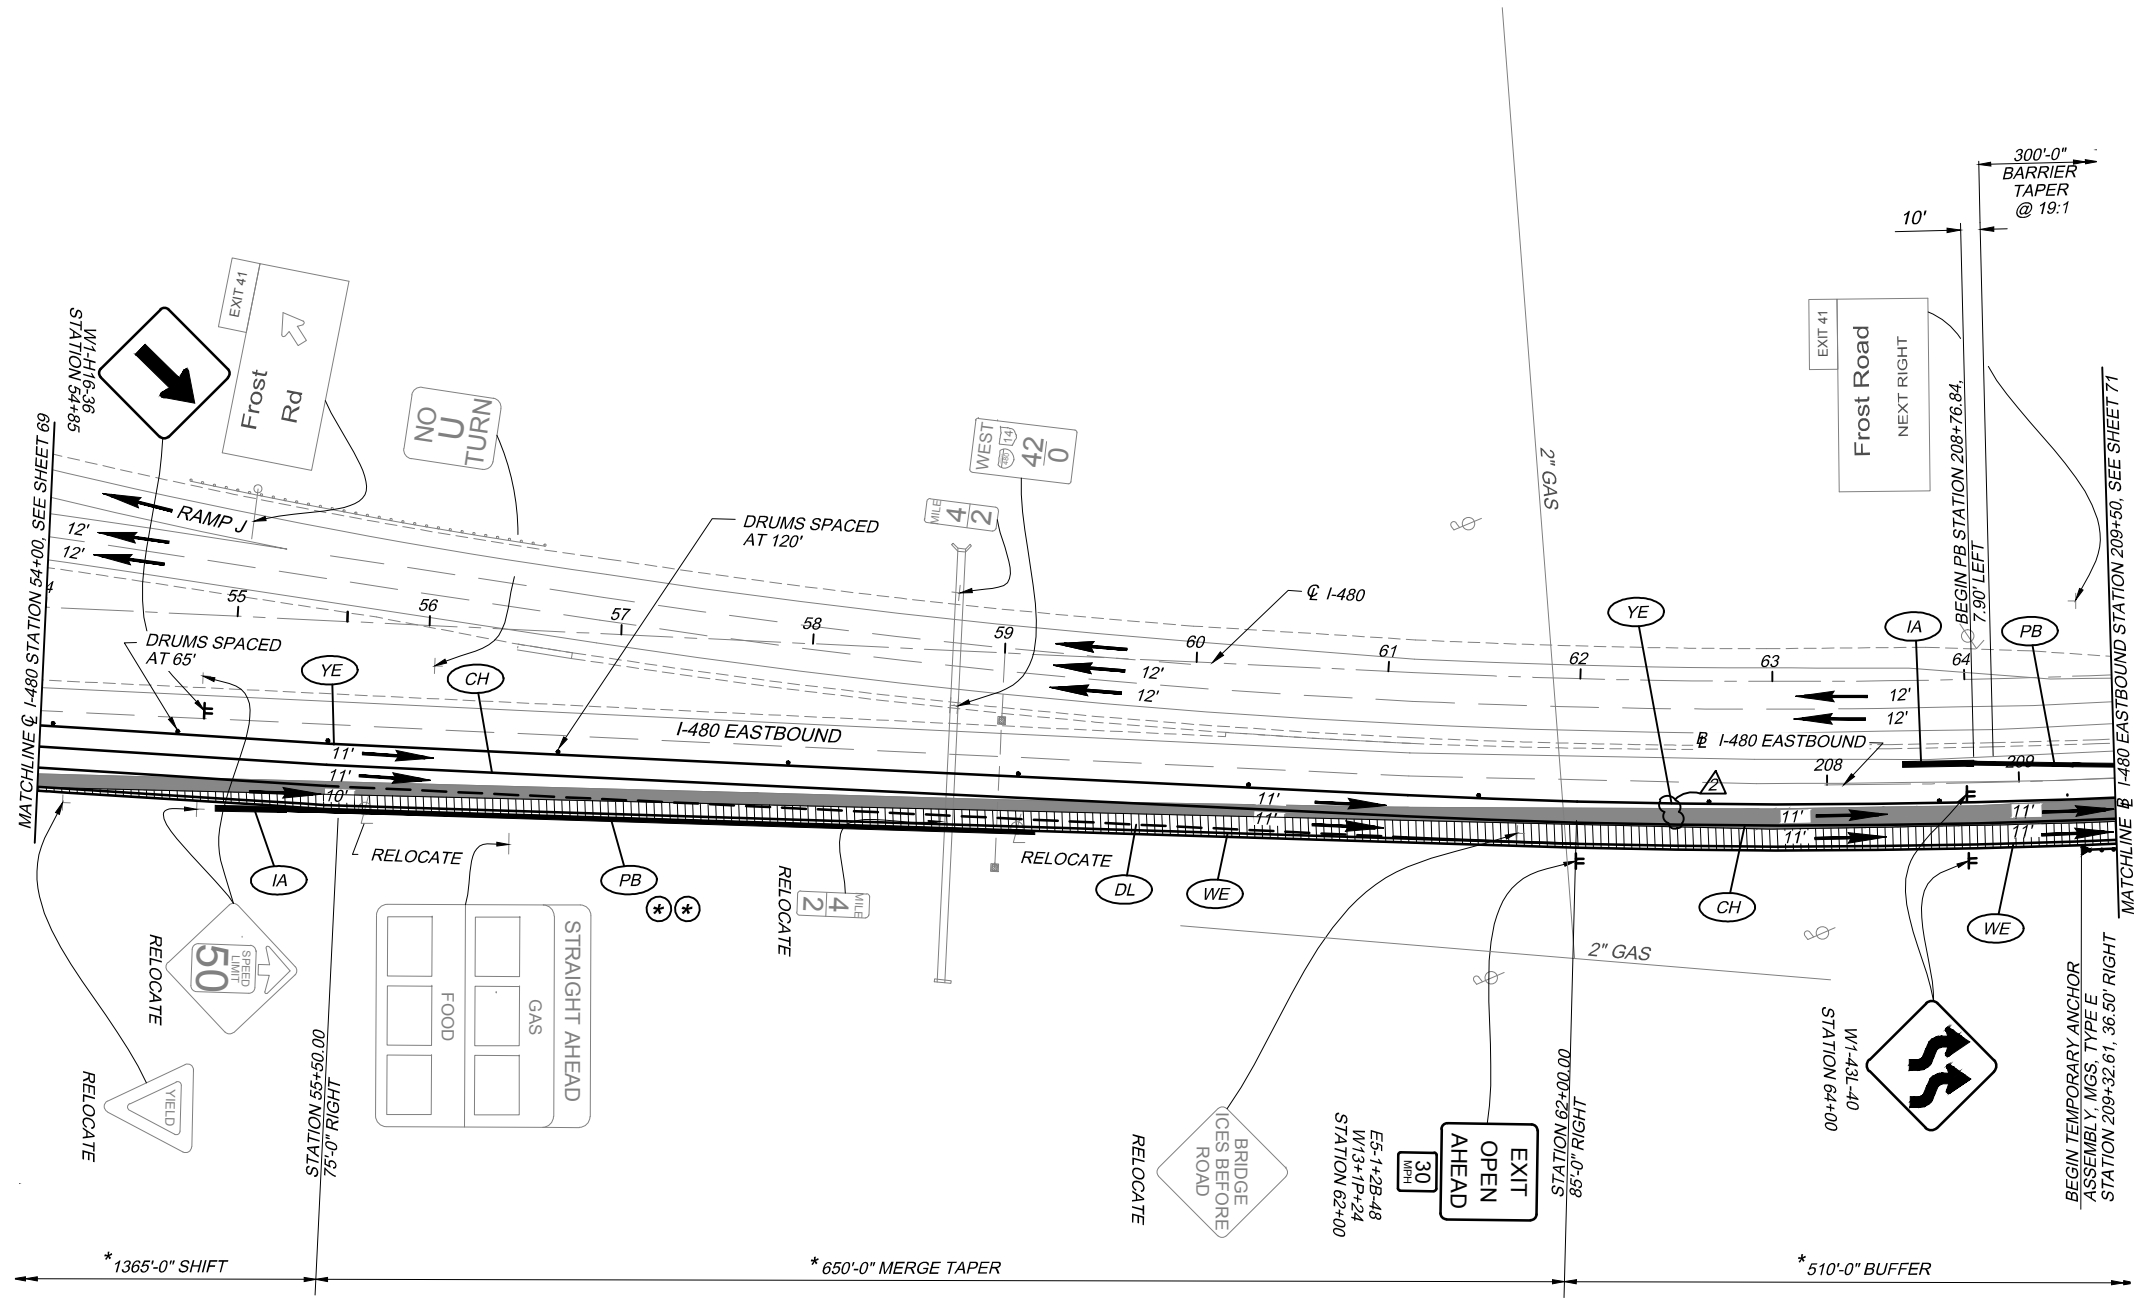 300'-0"
BARRIER
TAPER
@ 19:1
10'
EXIT 41
Frost
Rd
W1-H16-36
STATION 54+85
NO
U
TURN
WEST
480 14
42
0
MILE
4
2
2" GAS
EXIT 41
Frost Road
NEXT RIGHT
BEGIN PB STATION 208+76.84,
7.90' LEFT
MATCHLINE ℄ I-480 STATION 54+00, SEE SHEET 69
MATCHLINE BL I-480 EASTBOUND STATION 209+50, SEE SHEET 71
RAMP J
12'
12'
DRUMS SPACED
AT 120'
℄ I-480
4
55
56
57
58
59
60
61
62
63
64
12'
12'
12'
12'
DRUMS SPACED
AT 65'
YE
CH
YE
IA
PB
I-480 EASTBOUND
BL I-480 EASTBOUND
208
209
2
11'
11'
10'
11'
11'
11'
11'
11'
11'
IA
RELOCATE
PB
* *
RELOCATE
MILE
4
2
RELOCATE
DL
WE
CH
WE
2" GAS
RELOCATE
SPEED
LIMIT
50
RELOCATE
YIELD
STATION 55+50.00
75'-0" RIGHT
STRAIGHT AHEAD
GAS
FOOD
RELOCATE
BRIDGE
ICES BEFORE
ROAD
E5-1+2B-48
W13+1P+24
STATION 62+00
EXIT
OPEN
AHEAD
30
MPH
STATION 62+00.00
85'-0" RIGHT
W1-43L-40
STATION 64+00
BEGIN TEMPORARY ANCHOR
ASSEMBLY, MGS, TYPE E
STATION 209+32.61, 36.50' RIGHT
* 1365'-0" SHIFT
* 650'-0" MERGE TAPER
* 510'-0" BUFFER